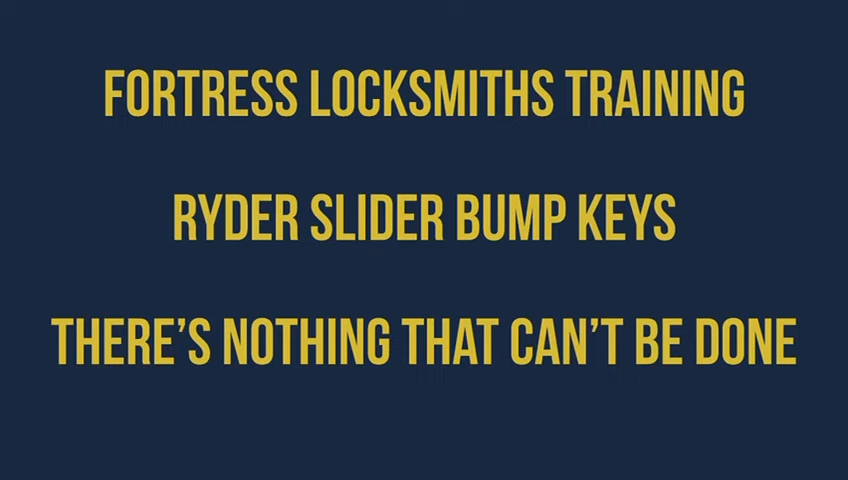 FORTRESS LOCKSMITHS TRAINING
RYDER SLIDER BUMP KEYS
THERE’S NOTHING THAT CAN’T BE DONE